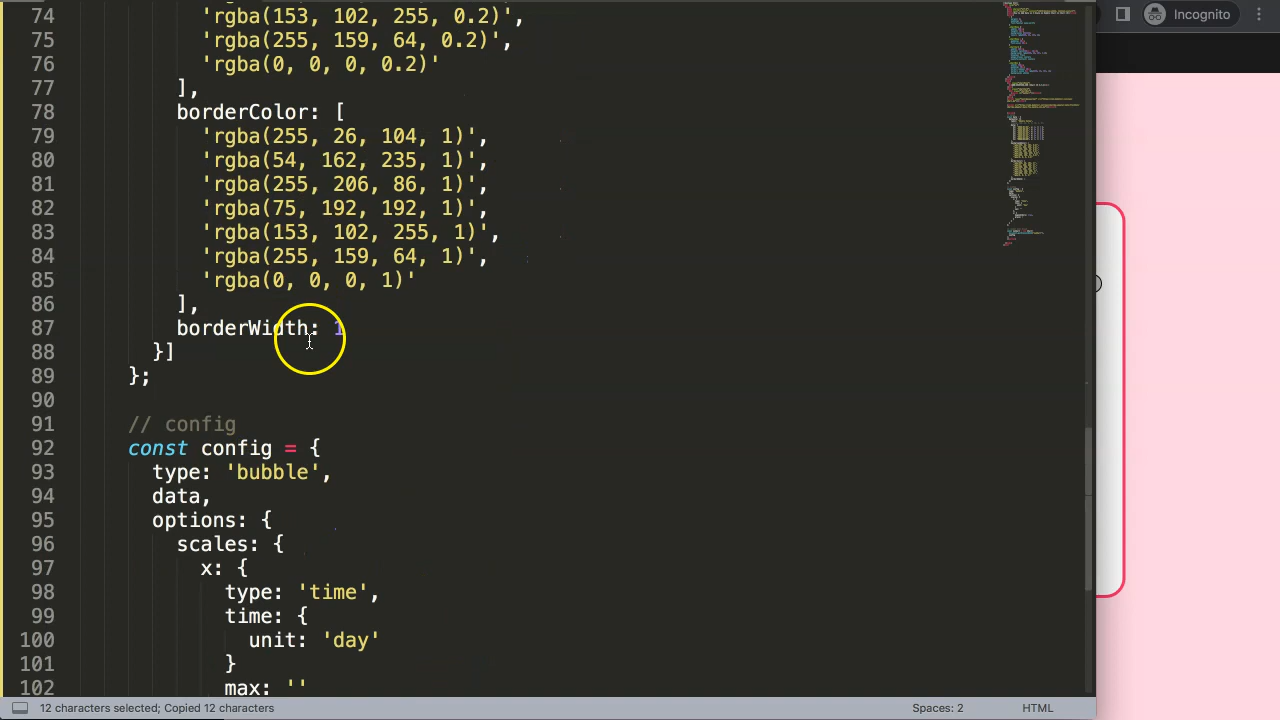 Incognito
74 'rgba(153, 102, 255, 0.2)',
75 'rgba(255, 159, 64, 0.2)',
76 'rgba(0, 0, 0, 0.2)'
77 ],
78 borderColor: [
79 'rgba(255, 26, 104, 1)',
80 'rgba(54, 162, 235, 1)',
81 'rgba(255, 206, 86, 1)',
82 'rgba(75, 192, 192, 1)',
83 'rgba(153, 102, 255, 1)',
84 'rgba(255, 159, 64, 1)',
85 'rgba(0, 0, 0, 1)'
86 ],
87 borderWidth: 1
88 }]
89 };
90
91 // config
92 const config = {
93 type: 'bubble',
94 data,
95 options: {
96 scales: {
97 x: {
98 type: 'time',
99 time: {
100 unit: 'day'
101 }
102 max: ''
12 characters selected; Copied 12 characters
Spaces: 2
HTML